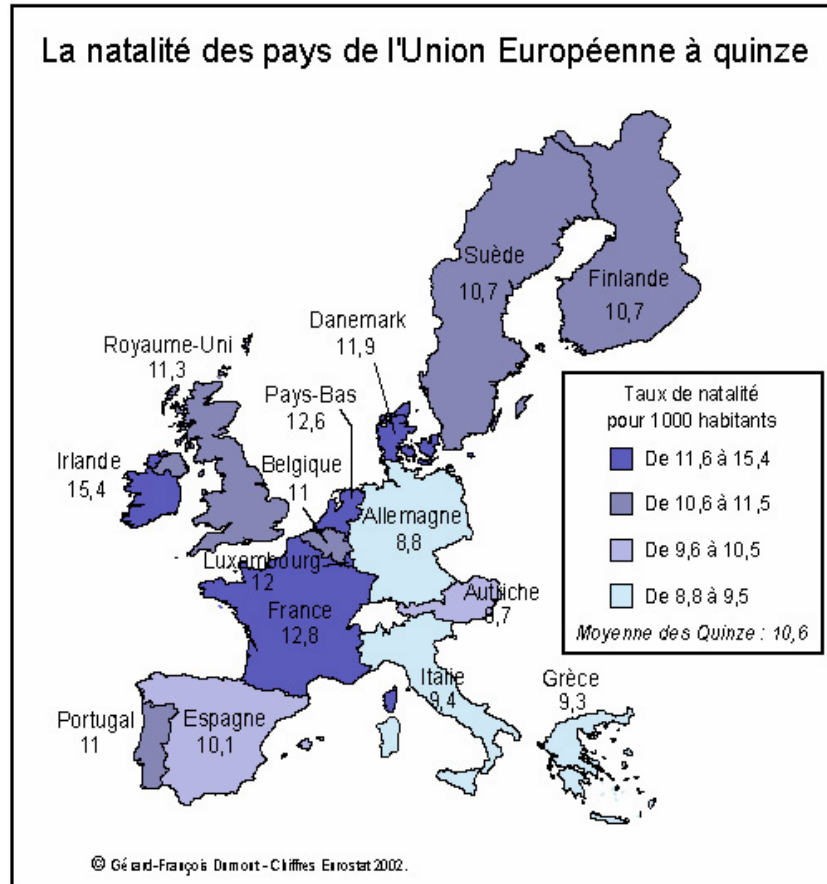 La natalité des pays de l'Union Européenne à quinze
Suède
10,7
Finlande
10,7
Danemark
11,9
Royaume-Uni
11,3
Pays-Bas
12,6
Irlande
15,4
Belgique
11
Allemagne
8,8
Luxembourg
12
France
12,8
Autriche
9,7
Italie
9,4
Grèce
9,3
Portugal
11
Espagne
10,1
Taux de natalité
pour 1000 habitants
De 11,6 à 15,4
De 10,6 à 11,5
De 9,6 à 10,5
De 8,8 à 9,5
Moyenne des Quinze : 10,6
© Gérard-François Dumont - Chiffres Eurostat 2002.